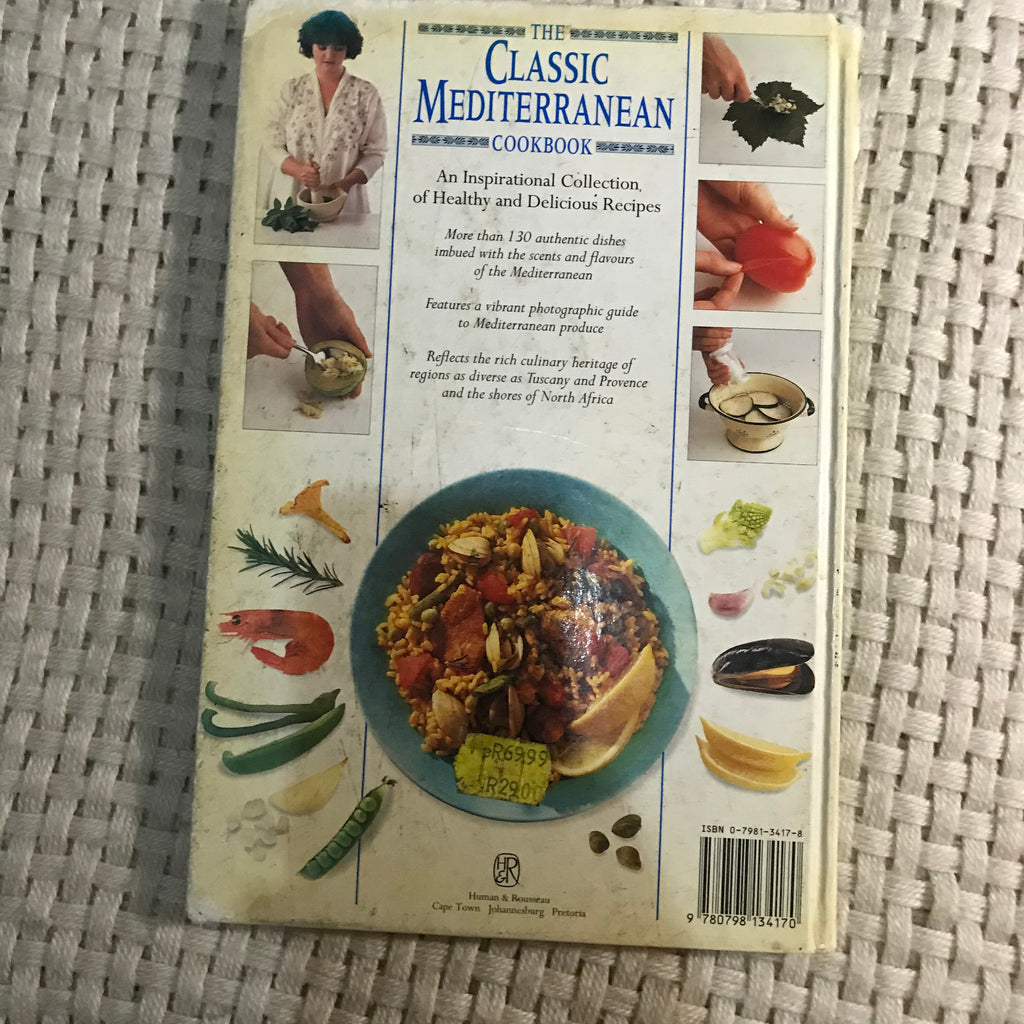 THE
CLASSIC
MEDITERRANEAN
COOKBOOK
An Inspirational Collection,
of Healthy and Delicious Recipes
More than 130 authentic dishes
imbued with the scents and flavours
of the Mediterranean
Features a vibrant photographic guide
to Mediterranean produce
Reflects the rich culinary heritage of
regions as diverse as Tuscany and Provence
and the shores of North Africa
PR69,99
R29.00
ISBN 0-7981-3417-8
9 780798 134170
H&R
Human & Rousseau
Cape Town Johannesburg Pretoria